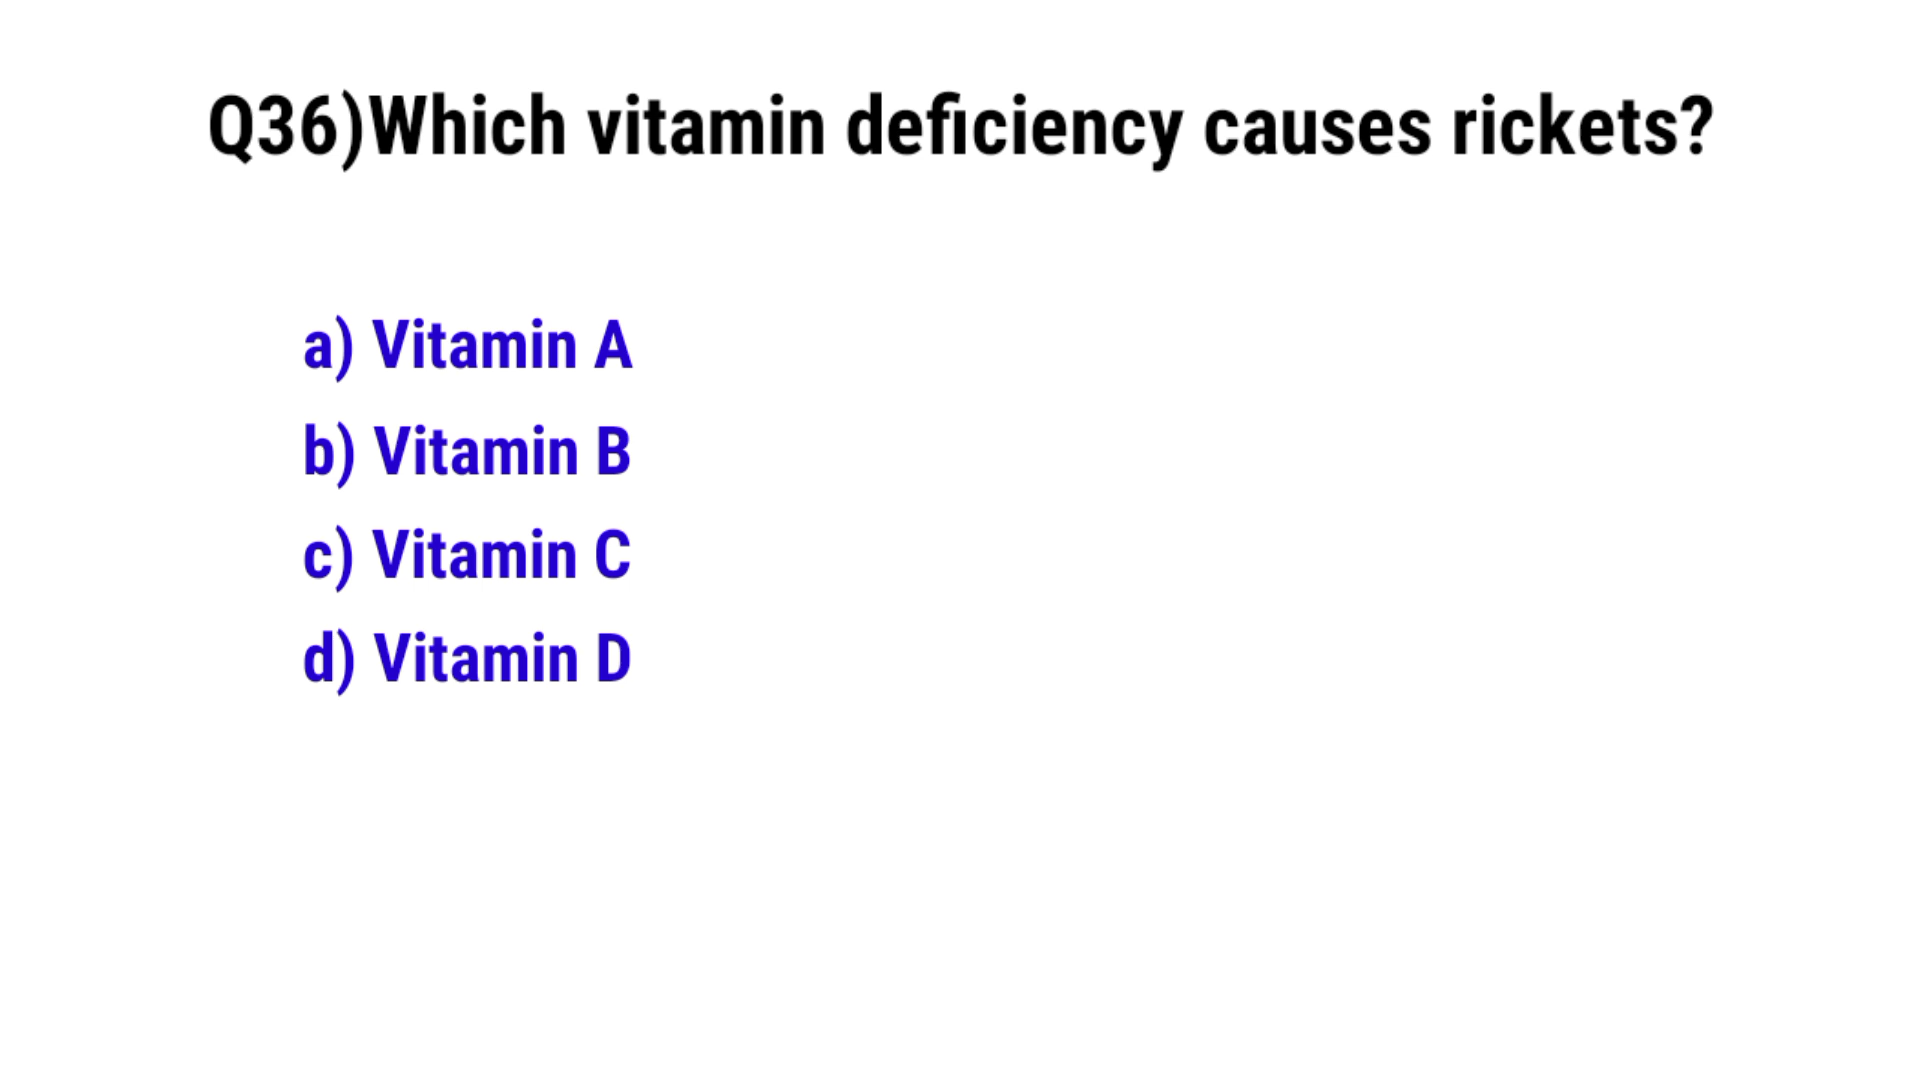 Q36)Which vitamin deficiency causes rickets?
a) Vitamin A
b) Vitamin B
c) Vitamin C
d) Vitamin D